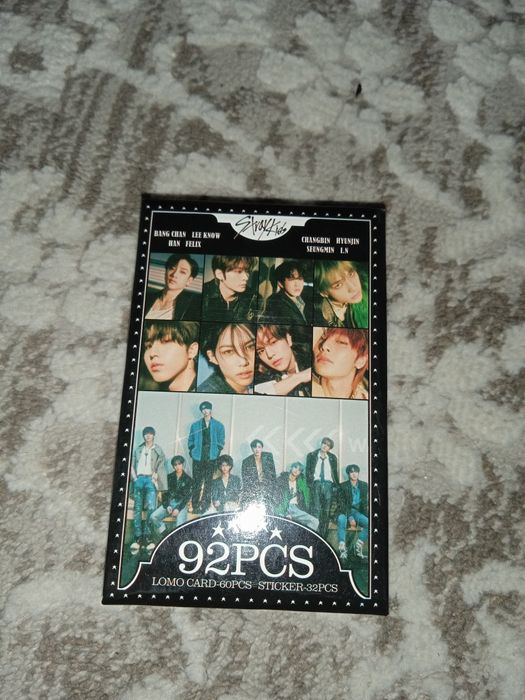 Stray Kids
BANG CHAN LEE KNOW
HAN FELIX
CHANGBIN HYUNJIN
SEUNGMIN I.N
92PCS
LOMO CARD-60PCS STICKER-32PCS